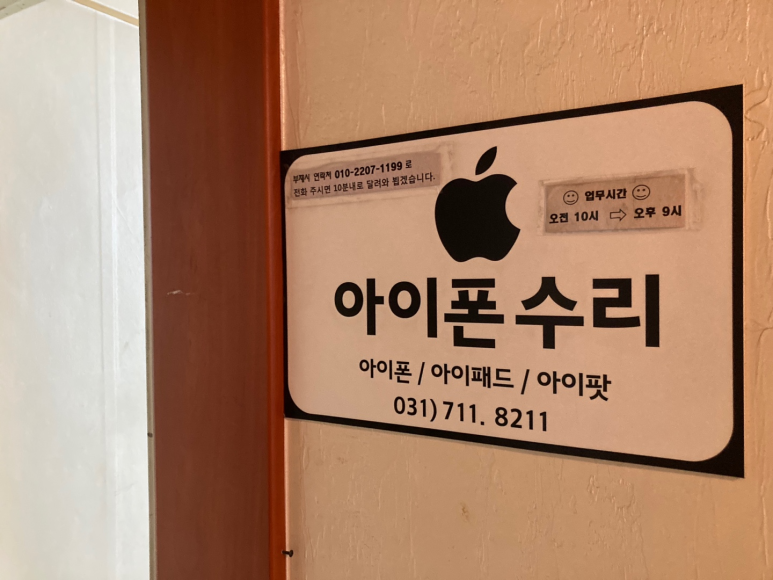 부재시 연락처 010-2207-1199 로
전화 주시면 10분내로 달려와 뵙겠습니다.
업무시간
오전 10시 ⇨ 오후 9시
아이폰수리
아이폰 / 아이패드 / 아이팟
031) 711. 8211